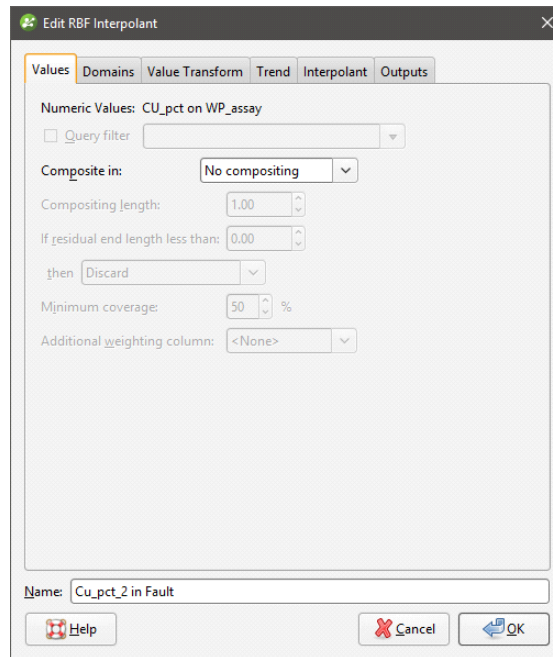 Edit RBF Interpolant
Values Domains Value Transform Trend Interpolant Outputs
Numeric Values: CU_pct on WP_assay
Query filter
Composite in: No compositing
Compositing length: 1.00
If residual end length less than: 0.00
then Discard
Minimum coverage: 50 %
Additional weighting column: <None>
Name: Cu_pct_2 in Fault
Help Cancel OK